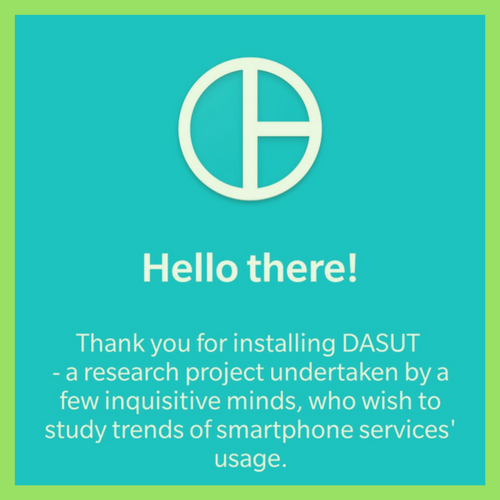 Hello there!
Thank you for installing DASUT
- a research project undertaken by a
few inquisitive minds, who wish to
study trends of smartphone services'
usage.